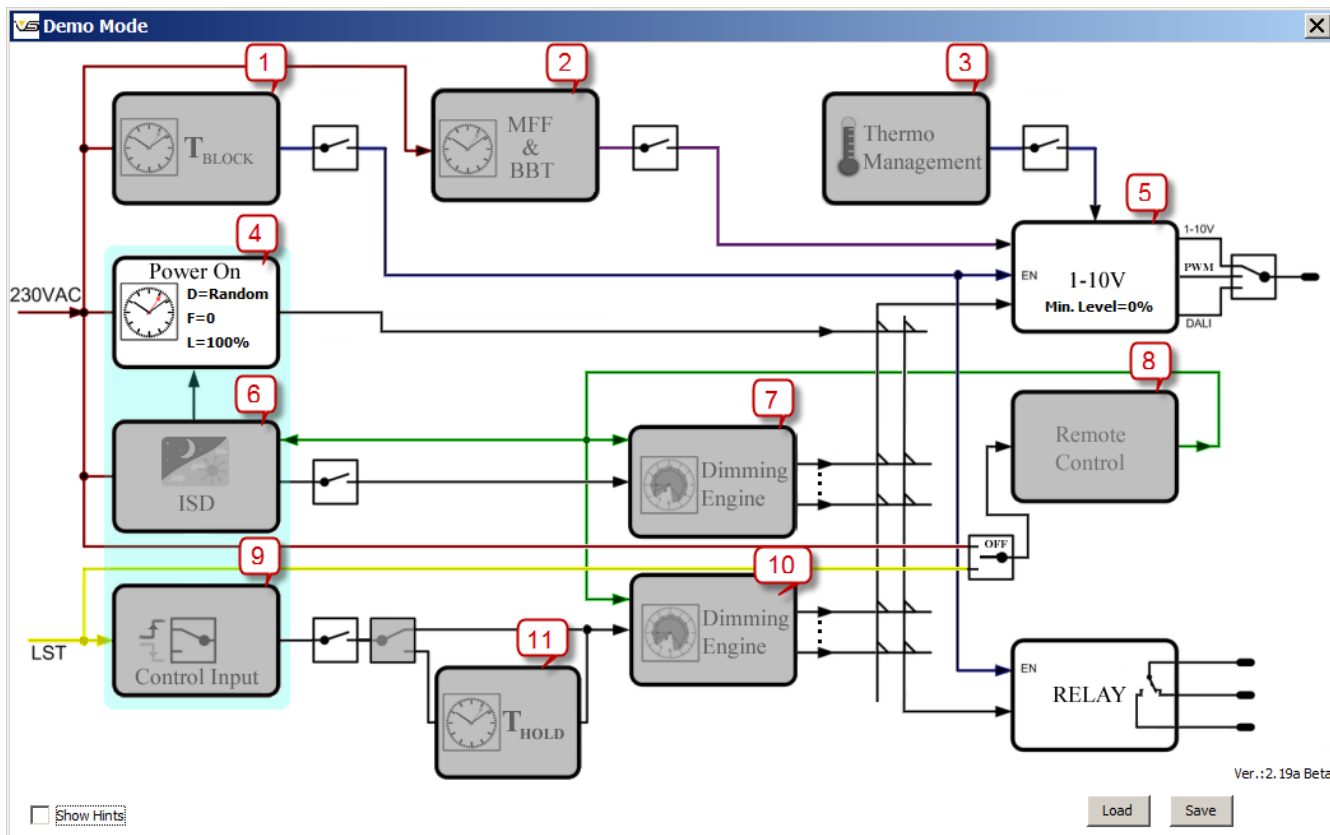 VS Demo Mode
1
2
3
T BLOCK
MFF
&
BBT
Thermo
Management
4
5
Power On
D=Random
F=0
L=100%
230VAC
1-10V
EN
PWM
1-10V
Min. Level=0%
DALI
6
7
8
ISD
Dimming
Engine
Remote
Control
OFF
9
10
LST
Control Input
Dimming
Engine
11
T HOLD
EN
RELAY
Ver.:2.19a Beta
Show Hints
Load
Save